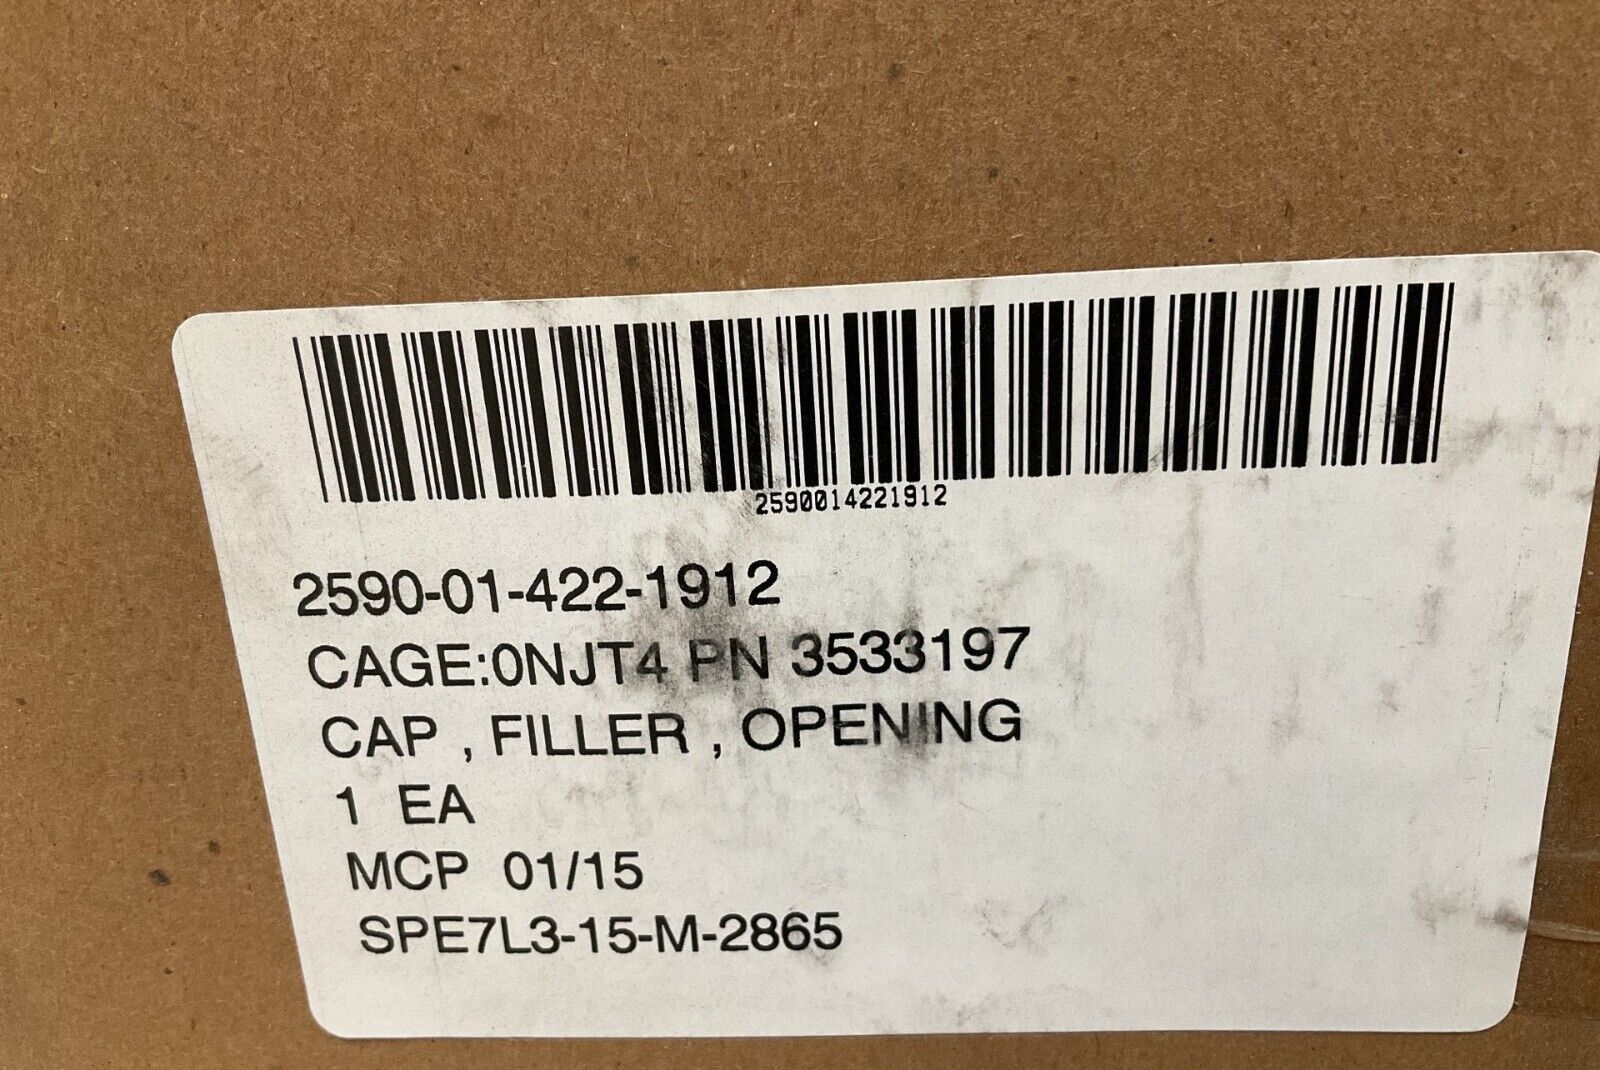 2590014221912
2590-01-422-1912
CAGE:0NJT4 PN 3533197
CAP , FILLER , OPENING
1 EA
MCP 01/15
SPE7L3-15-M-2865